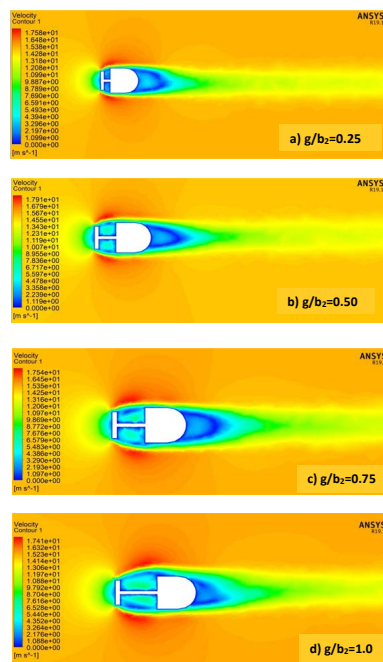 Velocity
Contour 1
ANSYS
R19.1
1.758e+01
1.648e+01
1.538e+01
1.428e+01
1.318e+01
1.208e+01
1.099e+01
9.887e+00
8.789e+00
7.690e+00
6.591e+00
5.493e+00
4.394e+00
3.296e+00
2.197e+00
1.099e+00
0.000e+00
[m s^-1]
a) g/b₂=0.25
Velocity
Contour 1
ANSYS
R19.1
1.791e+01
1.679e+01
1.567e+01
1.455e+01
1.343e+01
1.231e+01
1.119e+01
1.007e+01
8.955e+00
7.836e+00
6.717e+00
5.597e+00
4.478e+00
3.358e+00
2.239e+00
1.119e+00
0.000e+00
[m s^-1]
b) g/b₂=0.50
Velocity
Contour 1
ANSYS
R19.1
1.754e+01
1.645e+01
1.535e+01
1.425e+01
1.316e+01
1.206e+01
1.097e+01
9.869e+00
8.772e+00
7.676e+00
6.579e+00
5.483e+00
4.386e+00
3.290e+00
2.193e+00
1.097e+00
0.000e+00
[m s^-1]
c) g/b₂=0.75
Velocity
Contour 1
ANSYS
R19.1
1.741e+01
1.632e+01
1.523e+01
1.414e+01
1.306e+01
1.197e+01
1.088e+01
9.792e+00
8.704e+00
7.616e+00
6.528e+00
5.440e+00
4.352e+00
3.264e+00
2.176e+00
1.088e+00
0.000e+00
[m s^-1]
d) g/b₂=1.0